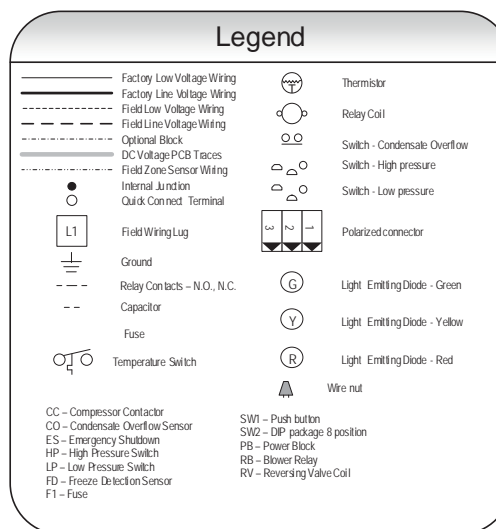 Legend
Factory Low Voltage Wiring
Factory Line Voltage Wiring
Field Low Voltage Wiring
Field Line Voltage Wiring
Optional Block
DC Voltage PCB Traces
Field Zone Sensor Wiring
Internal Junction
Quick Connect Terminal
L1 Field Wiring Lug
Ground
Relay Contacts – N.O., N.C.
Capacitor
Fuse
Temperature Switch
T Thermistor
Relay Coil
Switch - Condensate Overflow
Switch - High pressure
Switch - Low pressure
3 2 1 Polarized connector
G Light Emitting Diode - Green
Y Light Emitting Diode - Yellow
R Light Emitting Diode - Red
Wire nut
CC – Compressor Contactor
CO – Condensate Overflow Sensor
ES – Emergency Shutdown
HP – High Pressure Switch
LP – Low Pressure Switch
FD – Freeze Detection Sensor
F1 – Fuse
SW1 – Push button
SW2 – DIP package 8 position
PB – Power Block
RB – Blower Relay
RV – Reversing Valve Coil